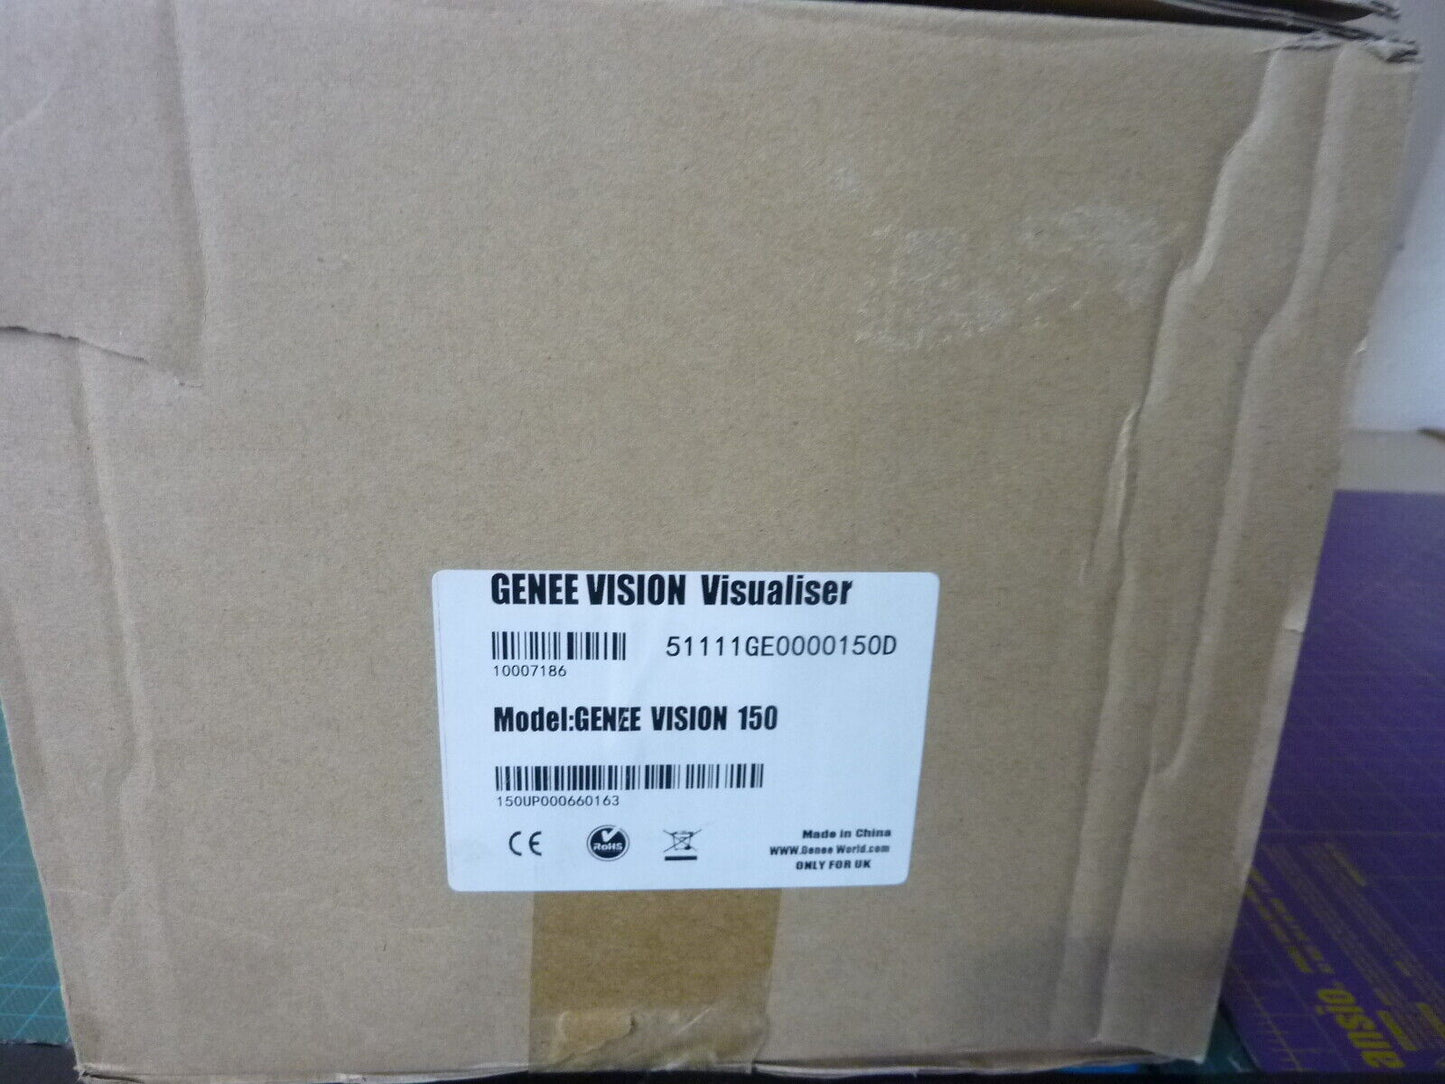 GENEE VISION Visualiser
51111GE0000150D
10007186
Model:GENEE VISION 150
150UP000660163
CE
RoHS
Made in China
WWW.Genee World.com
ONLY FOR UK
ansio